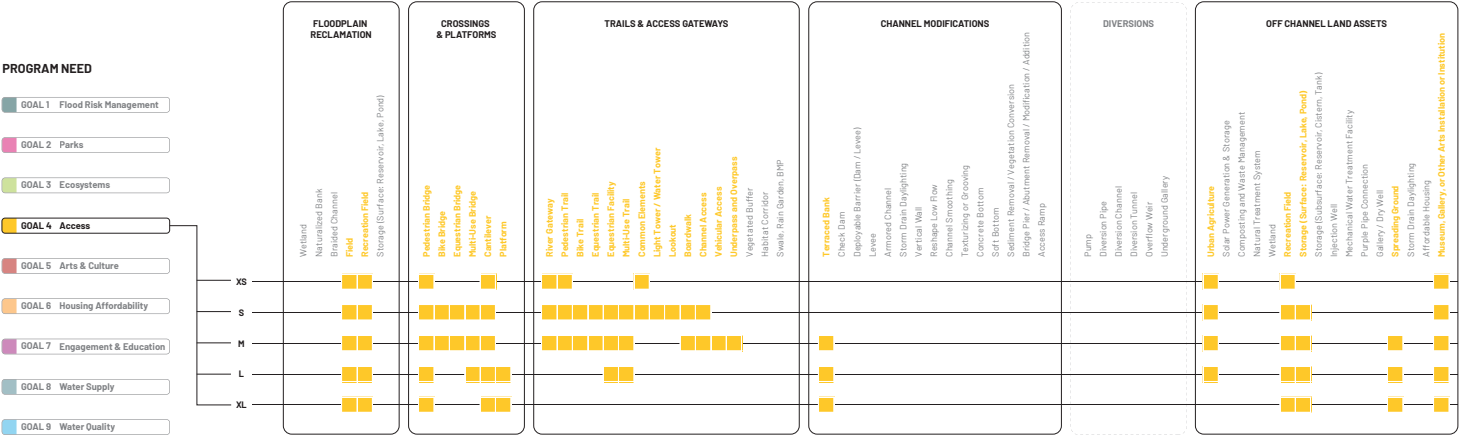 FLOODPLAIN
RECLAMATION
CROSSINGS
& PLATFORMS
TRAILS & ACCESS GATEWAYS
CHANNEL MODIFICATIONS
DIVERSIONS
OFF CHANNEL LAND ASSETS
PROGRAM NEED
GOAL 1 Flood Risk Management
GOAL 2 Parks
GOAL 3 Ecosystems
GOAL 4 Access
GOAL 5 Arts & Culture
GOAL 6 Housing Affordability
GOAL 7 Engagement & Education
GOAL 8 Water Supply
GOAL 9 Water Quality
Wetland
Naturalized Bank
Braided Channel
Field
Recreation Field
Storage (Surface: Reservoir, Lake, Pond)
Pedestrian Bridge
Bike Bridge
Equestrian Bridge
Multi-Use Bridge
Cantilever
Platform
River Gateway
Pedestrian Trail
Bike Trail
Equestrian Trail
Equestrian Facility
Multi-Use Trail
Common Elements
Light Tower / Water Tower
Lookout
Boardwalk
Channel Access
Vehicular Access
Underpass and Overpass
Vegetated Buffer
Habitat Corridor
Swale, Rain Garden, BMP
Terraced Bank
Check Dam
Deployable Barrier (Dam / Levee)
Levee
Armored Channel
Storm Drain Daylighting
Vertical Wall
Reshape Low Flow
Channel Smoothing
Texturizing or Grooving
Concrete Bottom
Soft Bottom
Sediment Removal / Vegetation Conversion
Bridge Pier / Abutment Removal / Modification / Addition
Access Ramp
Pump
Diversion Pipe
Diversion Channel
Diversion Tunnel
Overflow Weir
Underground Gallery
Urban Agriculture
Solar Power Generation & Storage
Composting and Waste Management
Natural Treatment System
Wetland
Recreation Field
Storage (Surface: Reservoir, Lake, Pond)
Storage (Subsurface: Reservoir, Cistern, Tank)
Injection Well
Mechanical Water Treatment Facility
Purple Pipe Connection
Gallery / Dry Well
Spreading Ground
Storm Drain Daylighting
Affordable Housing
Museum, Gallery, or Other Arts Installation or Institution
XS
S
M
L
XL